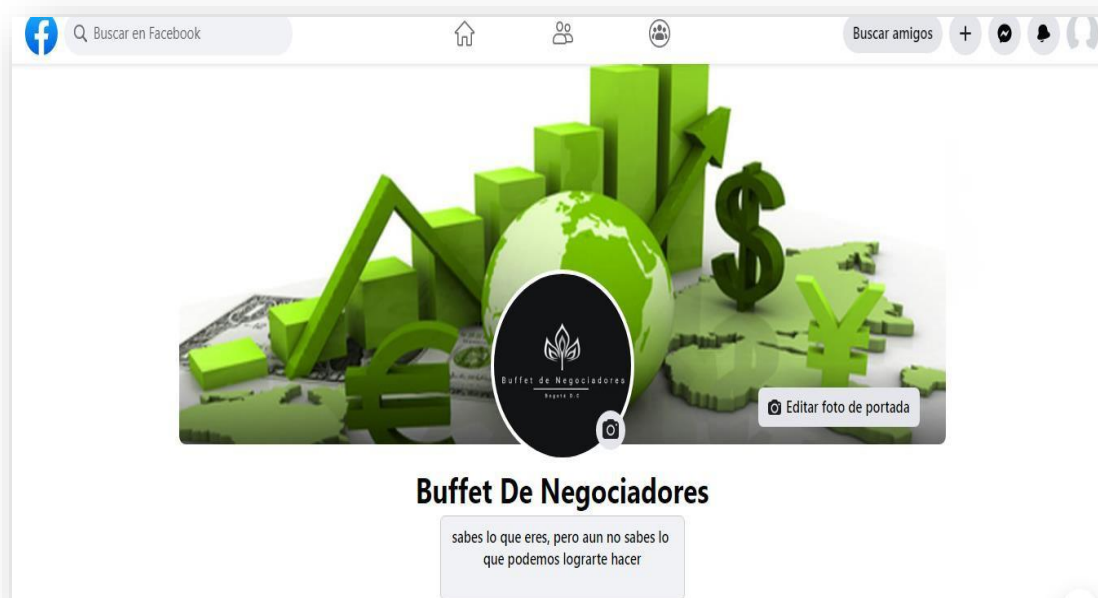 Buscar en Facebook
Buscar amigos
Buffet de Negociadores
Bogotá D.C
Editar foto de portada
Buffet De Negociadores
sabes lo que eres, pero aun no sabes lo
que podemos lograrte hacer